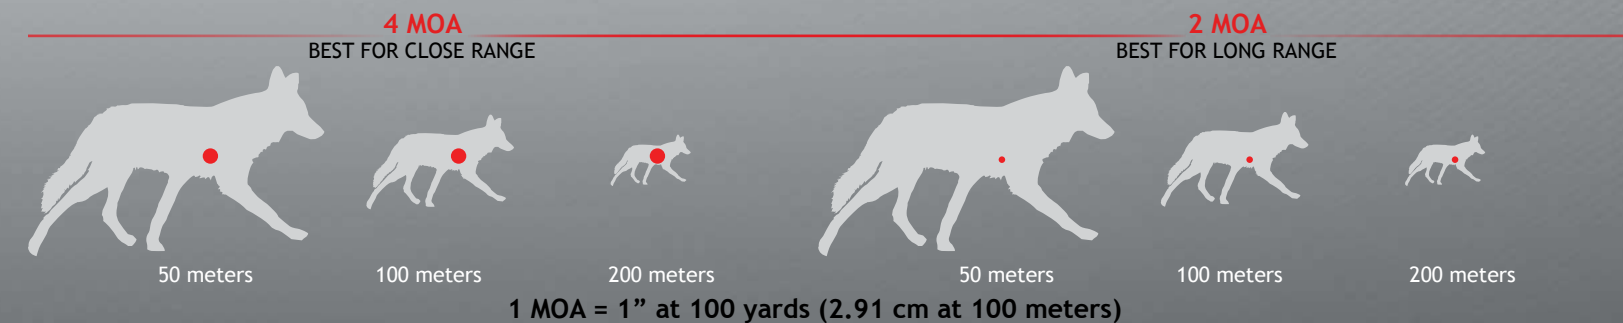 4 MOA
BEST FOR CLOSE RANGE
50 meters
100 meters
200 meters
2 MOA
BEST FOR LONG RANGE
50 meters
100 meters
200 meters
1 MOA = 1” at 100 yards (2.91 cm at 100 meters)